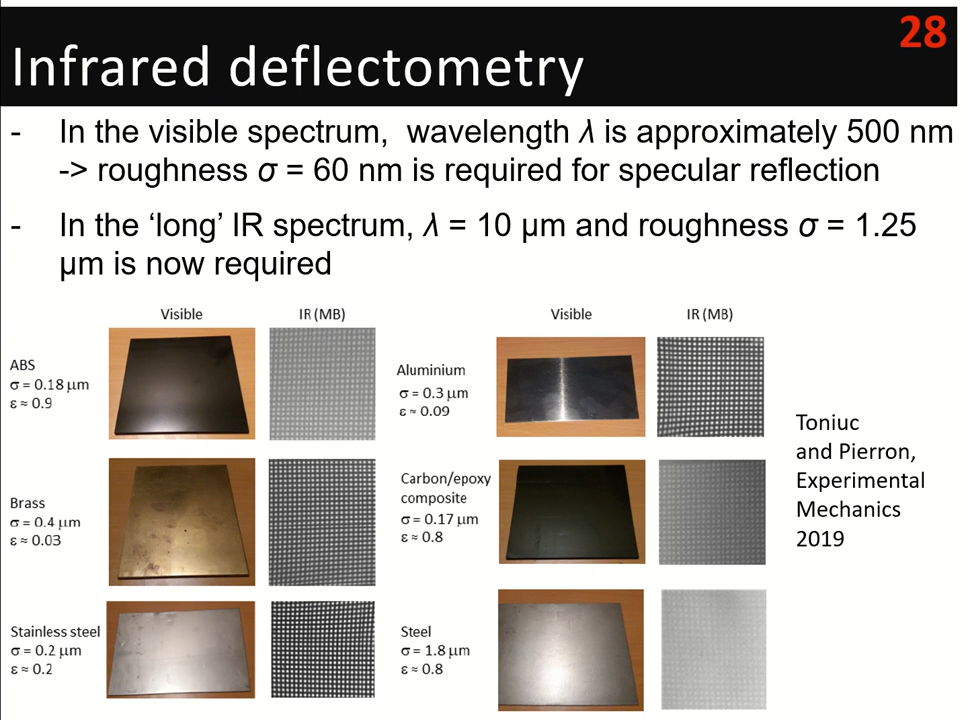 28
Infrared deflectometry
- In the visible spectrum, wavelength λ is approximately 500 nm
-> roughness σ = 60 nm is required for specular reflection
- In the ‘long’ IR spectrum, λ = 10 µm and roughness σ = 1.25
µm is now required
Visible IR (MB)
ABS
σ = 0.18 µm
ε ≈ 0.9
Brass
σ = 0.4 µm
ε ≈ 0.03
Stainless steel
σ = 0.2 µm
ε ≈ 0.2
Visible IR (MB)
Aluminium
σ = 0.3 µm
ε ≈ 0.09
Carbon/epoxy
composite
σ = 0.17 µm
ε ≈ 0.8
Steel
σ = 1.8 µm
ε ≈ 0.8
Toniuc
and Pierron,
Experimental
Mechanics
2019